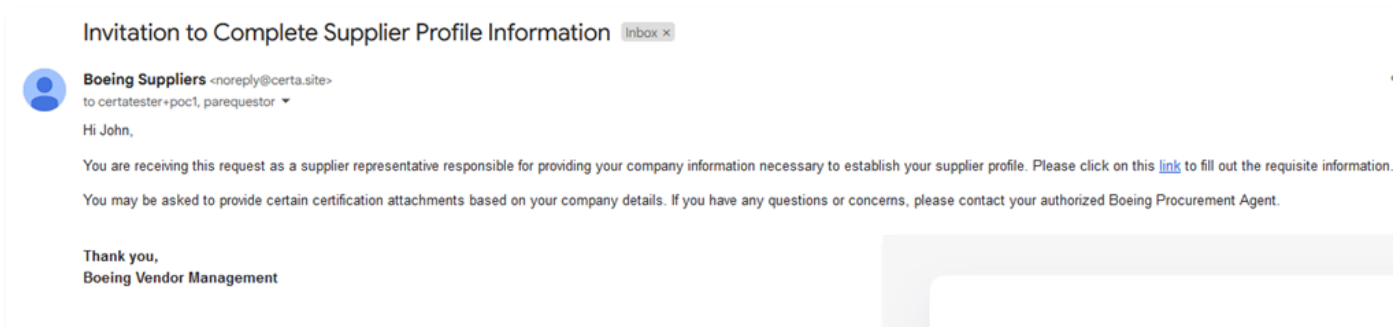 Invitation to Complete Supplier Profile Information Inbox ×
Boeing Suppliers <noreply@certa.site>
to certatester+poc1, parequestor
Hi John,
You are receiving this request as a supplier representative responsible for providing your company information necessary to establish your supplier profile. Please click on this link to fill out the requisite information.
You may be asked to provide certain certification attachments based on your company details. If you have any questions or concerns, please contact your authorized Boeing Procurement Agent.
Thank you,
Boeing Vendor Management